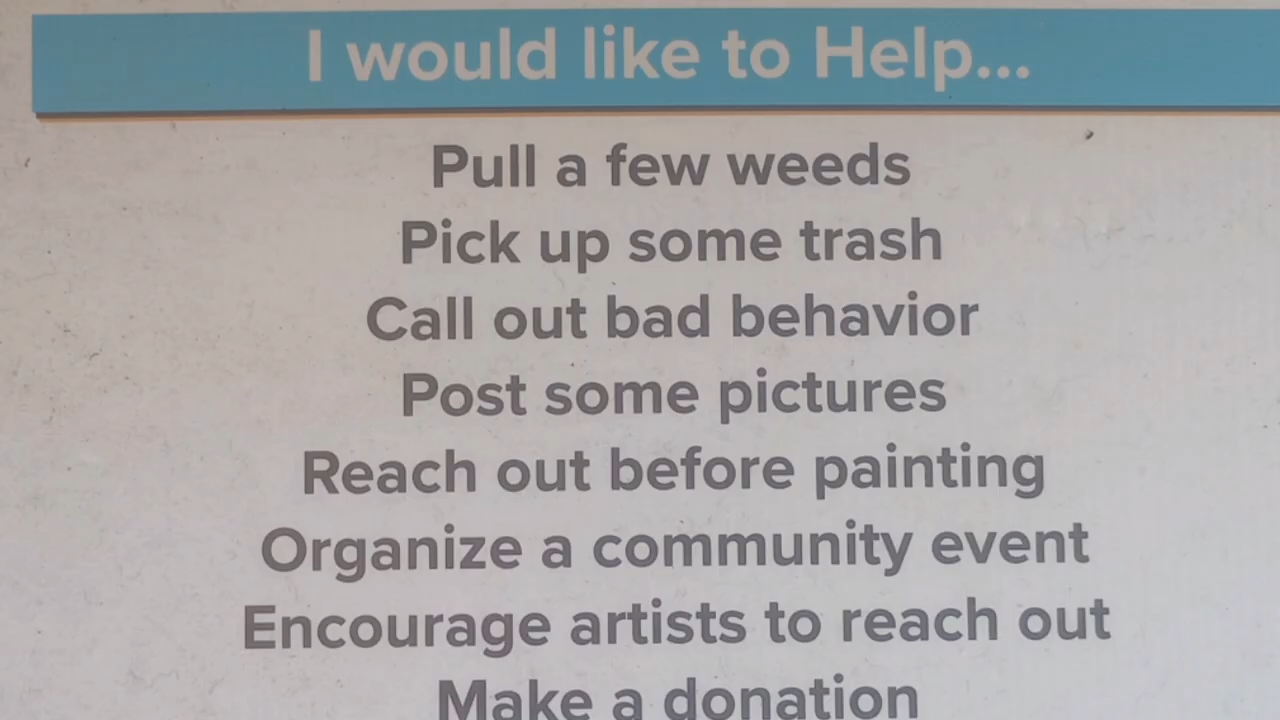 I would like to Help...
Pull a few weeds
Pick up some trash
Call out bad behavior
Post some pictures
Reach out before painting
Organize a community event
Encourage artists to reach out
Make a donation